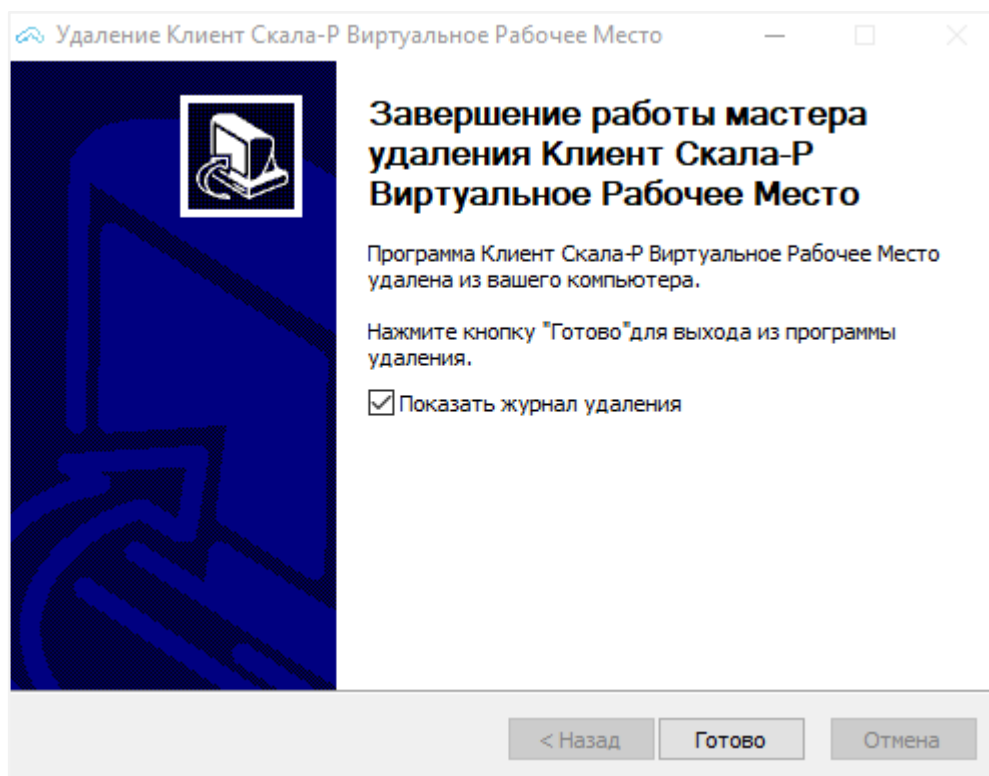 Удаление Клиент Скала-Р Виртуальное Рабочее Место
Завершение работы мастера
удаления Клиент Скала-Р
Виртуальное Рабочее Место
Программа Клиент Скала-Р Виртуальное Рабочее Место
удалена из вашего компьютера.
Нажмите кнопку "Готово"для выхода из программы
удаления.
Показать журнал удаления
< Назад
Готово
Отмена